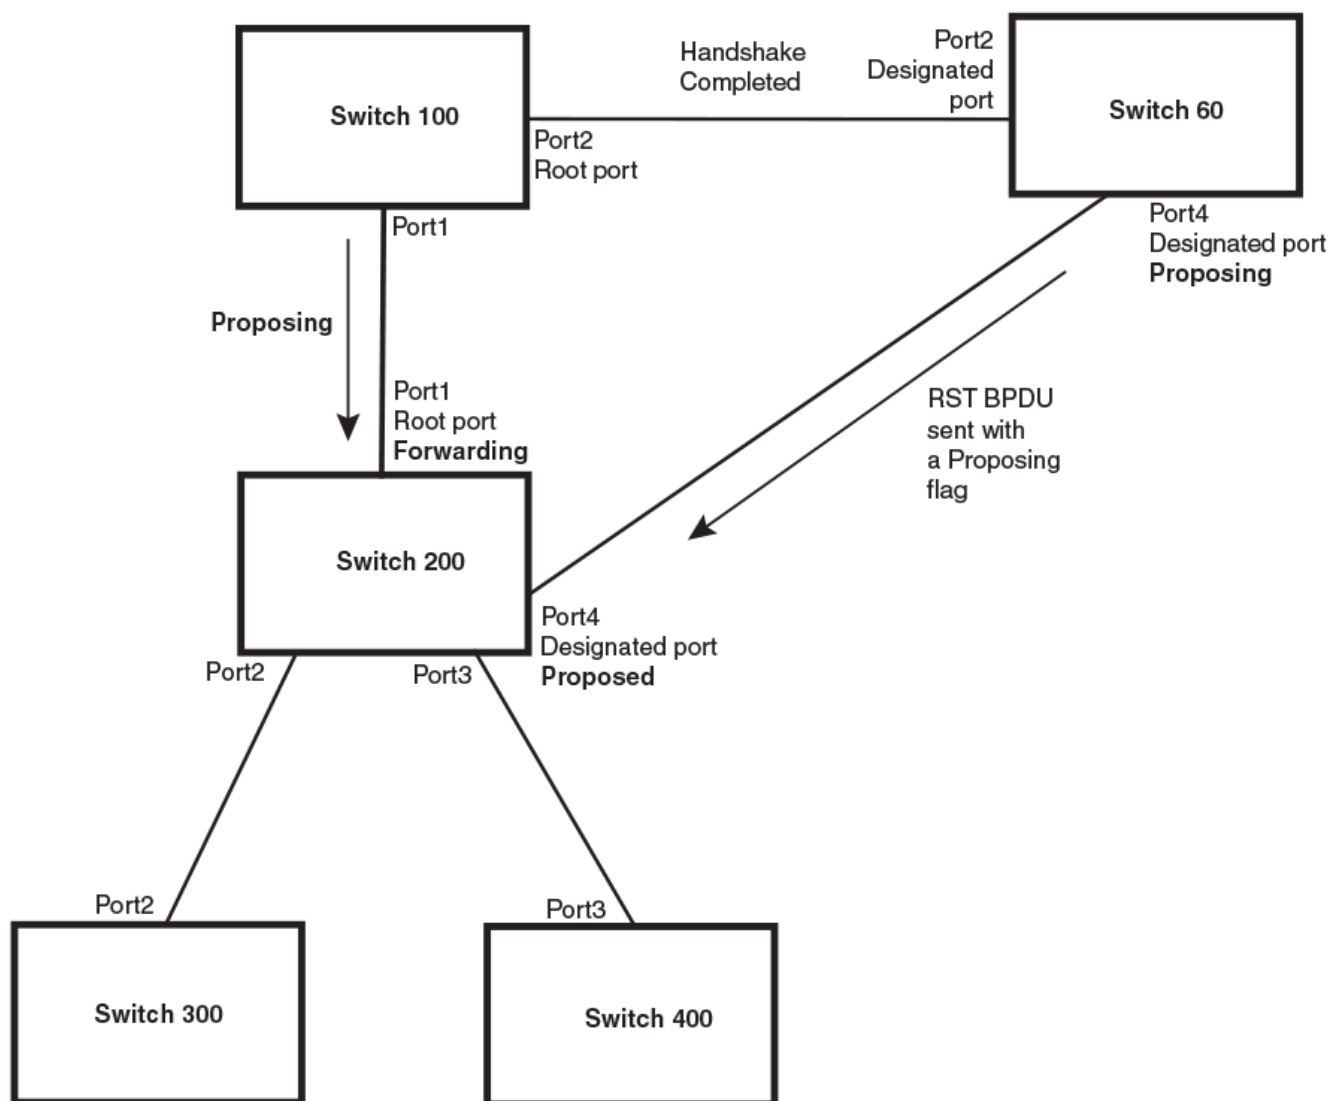 Handshake
Completed
Port2
Designated
port
Switch 100
Switch 60
Port2
Root port
Port1
Port4
Designated port
Proposing
Proposing
Port1
Root port
Forwarding
RST BPDU
sent with
a Proposing
flag
Switch 200
Port4
Designated port
Proposed
Port2
Port3
Port2
Port3
Switch 300
Switch 400